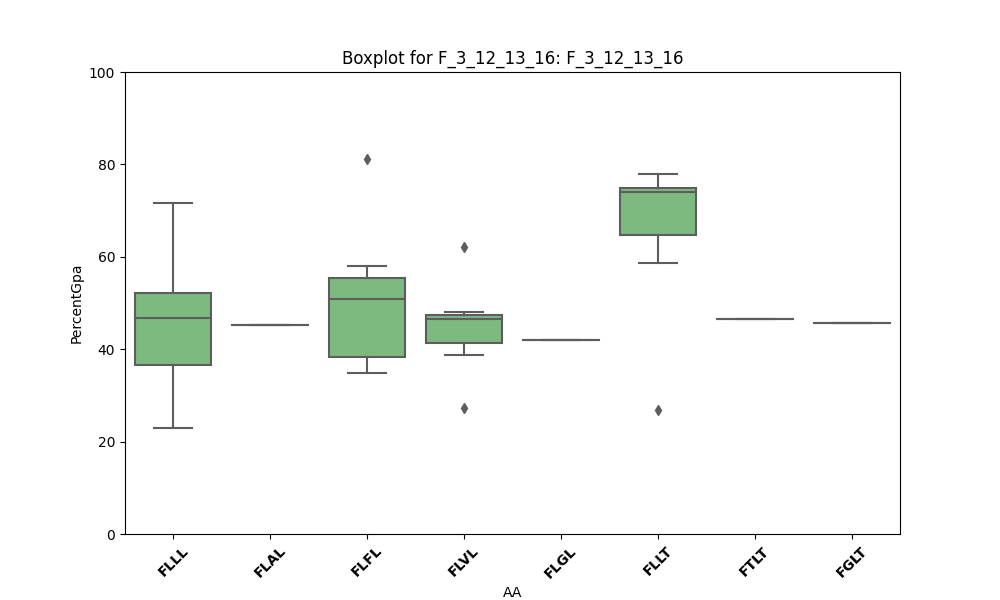 Boxplot for F_3_12_13_16: F_3_12_13_16
100
80
60
40
20
0
PercentGpa
FLLL FLAL FLFL FLVL FLGL FLLT FTLT FGLT
AA